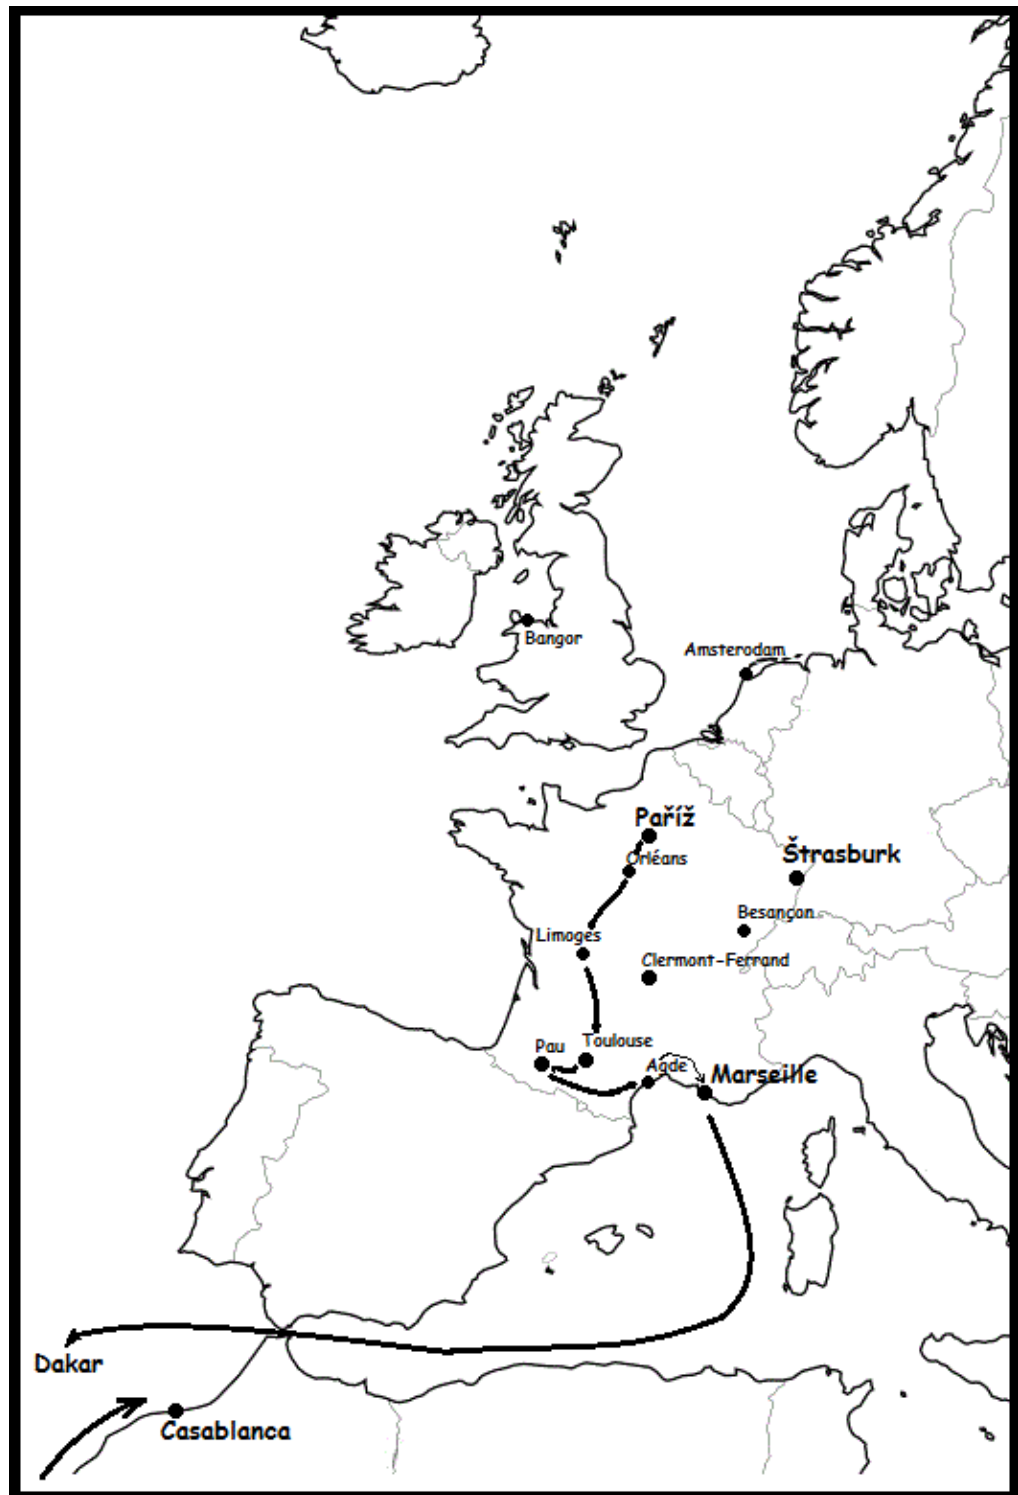 Bangor
Amsterodam
Paříž
Orléans
Štrasburk
Besançon
Limoges
Clermont-Ferrand
Pau
Toulouse
Agde
Marseille
Dakar
Casablanca